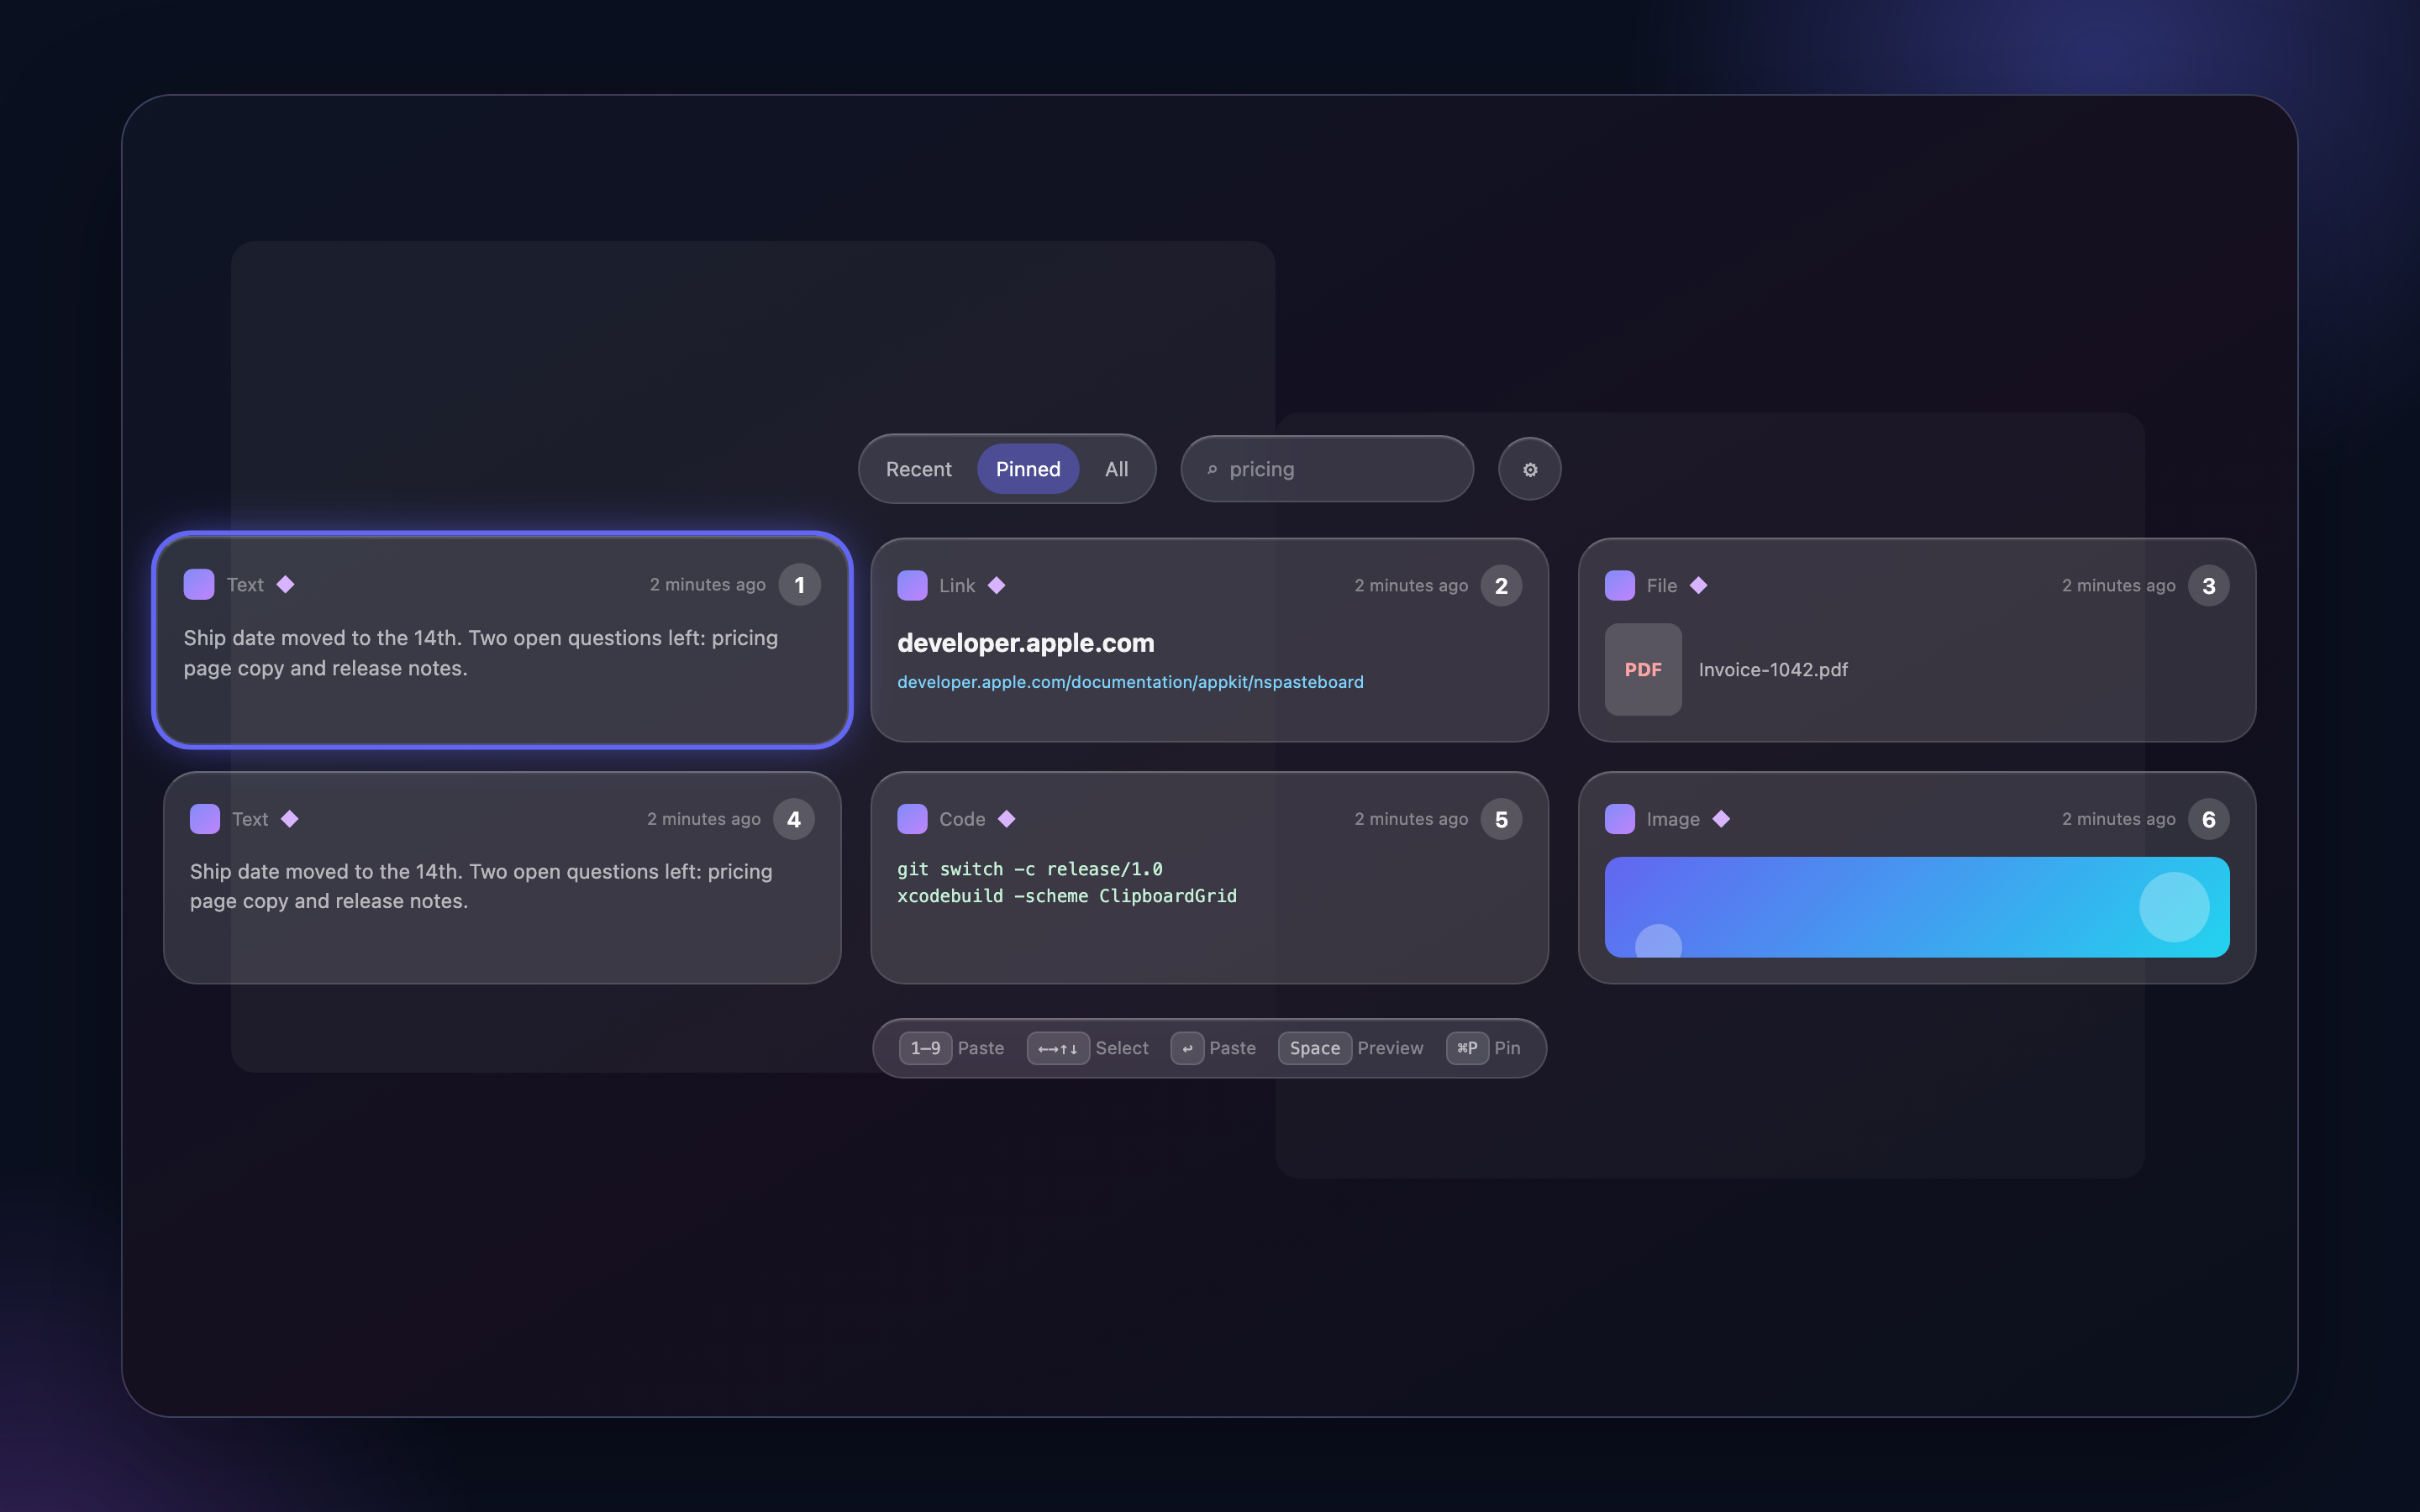 Recent Pinned All pricing
Text 2 minutes ago 1
Ship date moved to the 14th. Two open questions left: pricing
page copy and release notes.
Link 2 minutes ago 2
developer.apple.com
developer.apple.com/documentation/appkit/nspasteboard
File 2 minutes ago 3
PDF Invoice-1042.pdf
Text 2 minutes ago 4
Ship date moved to the 14th. Two open questions left: pricing
page copy and release notes.
Code 2 minutes ago 5
git switch -c release/1.0
xcodebuild -scheme ClipboardGrid
Image 2 minutes ago 6
1–9 Paste ←→↑↓ Select ↩ Paste Space Preview ⌘P Pin